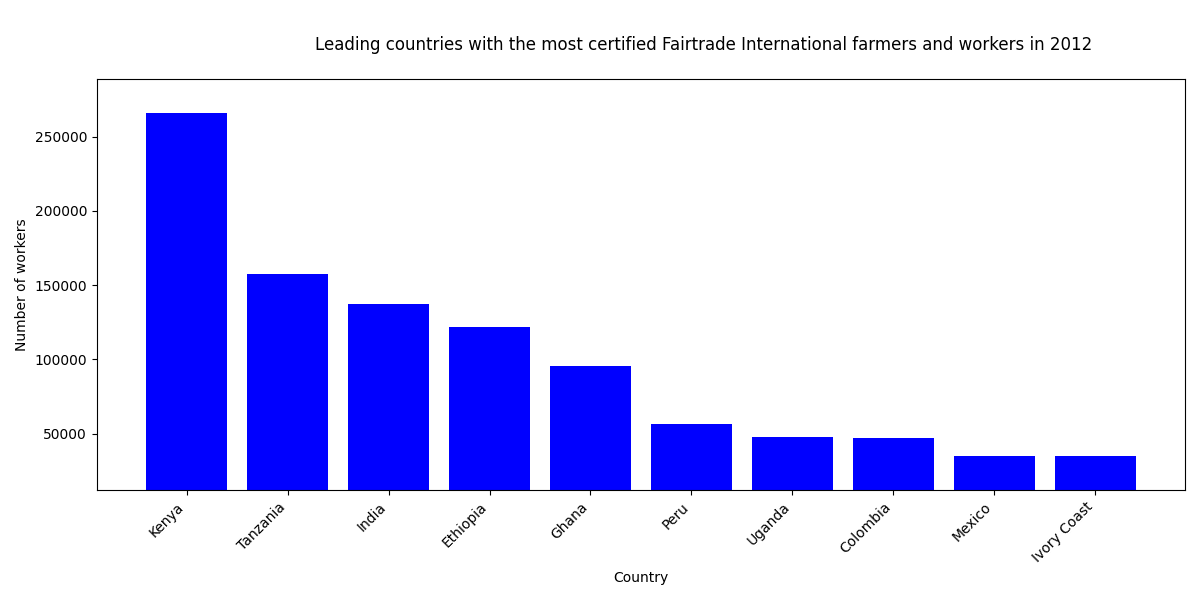 Leading countries with the most certified Fairtrade International farmers and workers in 2012
Number of workers
250000
200000
150000
100000
50000
Kenya
Tanzania
India
Ethiopia
Ghana
Peru
Uganda
Colombia
Mexico
Ivory Coast
Country